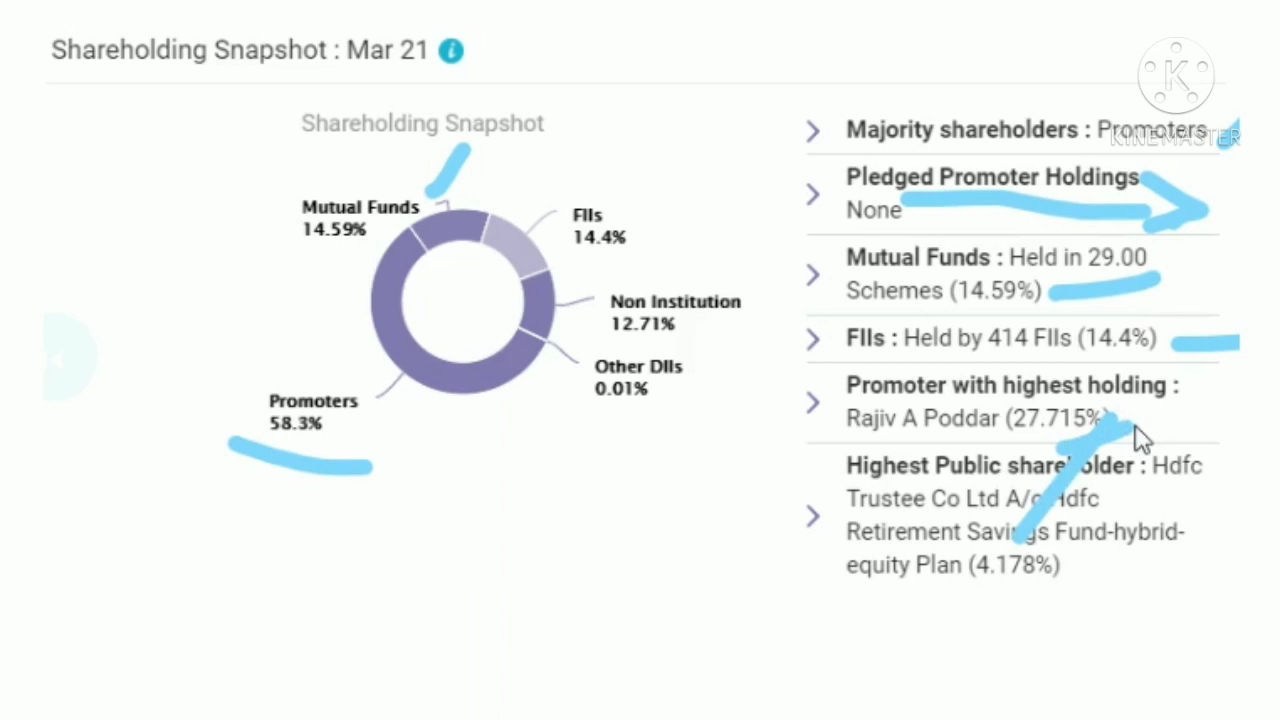 Shareholding Snapshot : Mar 21 i
Shareholding Snapshot
Mutual Funds
14.59%
FIIs
14.4%
Non Institution
12.71%
Other DIIs
0.01%
Promoters
58.3%
Majority shareholders : Promoters
Pledged Promoter Holdings
None
Mutual Funds : Held in 29.00
Schemes (14.59%)
FIIs : Held by 414 FIIs (14.4%)
Promoter with highest holding :
Rajiv A Poddar (27.715%)
Highest Public shareholder : Hdfc
Trustee Co Ltd A/c Hdfc
Retirement Savings Fund-hybrid-
equity Plan (4.178%)
K
KINEMASTER